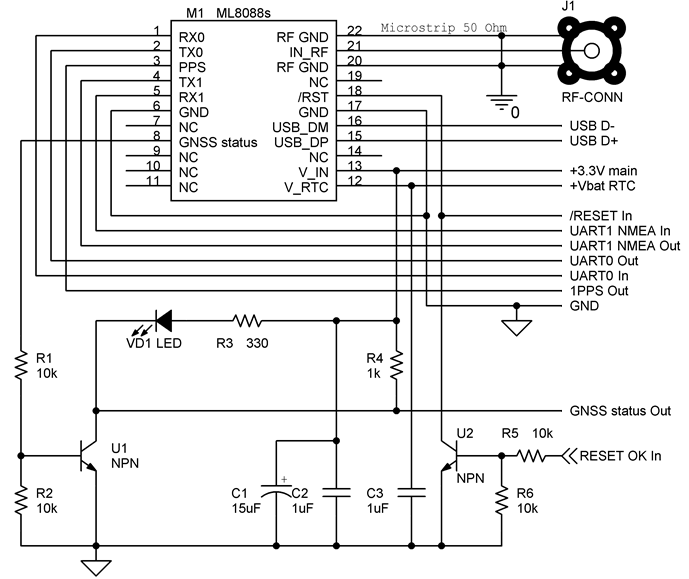 M1 ML8088s
J1
Microstrip 50 Ohm
1 RX0
2 TX0
3 PPS
4 TX1
5 RX1
6 GND
7 NC
8 GNSS status
9 NC
10 NC
11 NC
RF GND 22
IN_RF 21
RF GND 20
NC 19
/RST 18
GND 17
USB_DM 16
USB_DP 15
NC 14
V_IN 13
V_RTC 12
RF-CONN
0
USB D-
USB D+
+3.3V main
+Vbat RTC
/RESET In
UART1 NMEA In
UART1 NMEA Out
UART0 Out
UART0 In
1PPS Out
GND
VD1 LED
R3 330
R1
10k
R4
1k
GNSS status Out
U1
NPN
U2
NPN
R5 10k
RESET OK In
R2
10k
C1
15uF
+
C2
1uF
C3
1uF
R6
10k